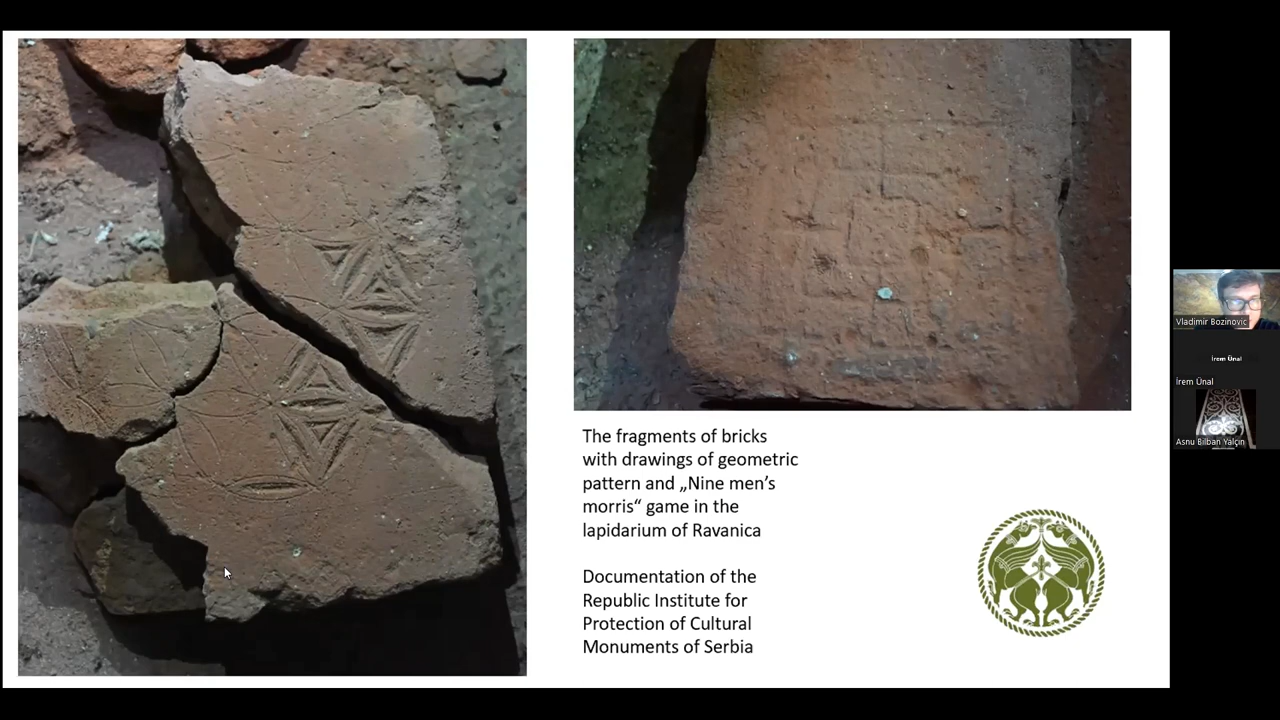 The fragments of bricks
with drawings of geometric
pattern and „Nine men’s
morris“ game in the
lapidarium of Ravanica
Documentation of the
Republic Institute for
Protection of Cultural
Monuments of Serbia
Vladimir Bozinovic
İrem Ünal
İrem Ünal
Asnu Bilban Yalçın